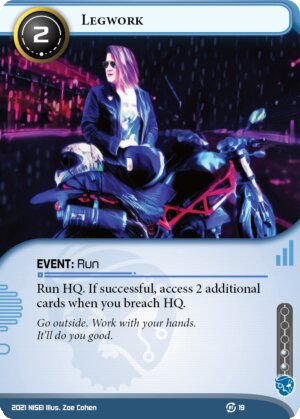 2
Legwork
EVENT: Run
Run HQ. If successful, access 2 additional
cards when you breach HQ.
Go outside. Work with your hands.
It'll do you good.
2021 NISEI Illus. Zoe Cohen
19